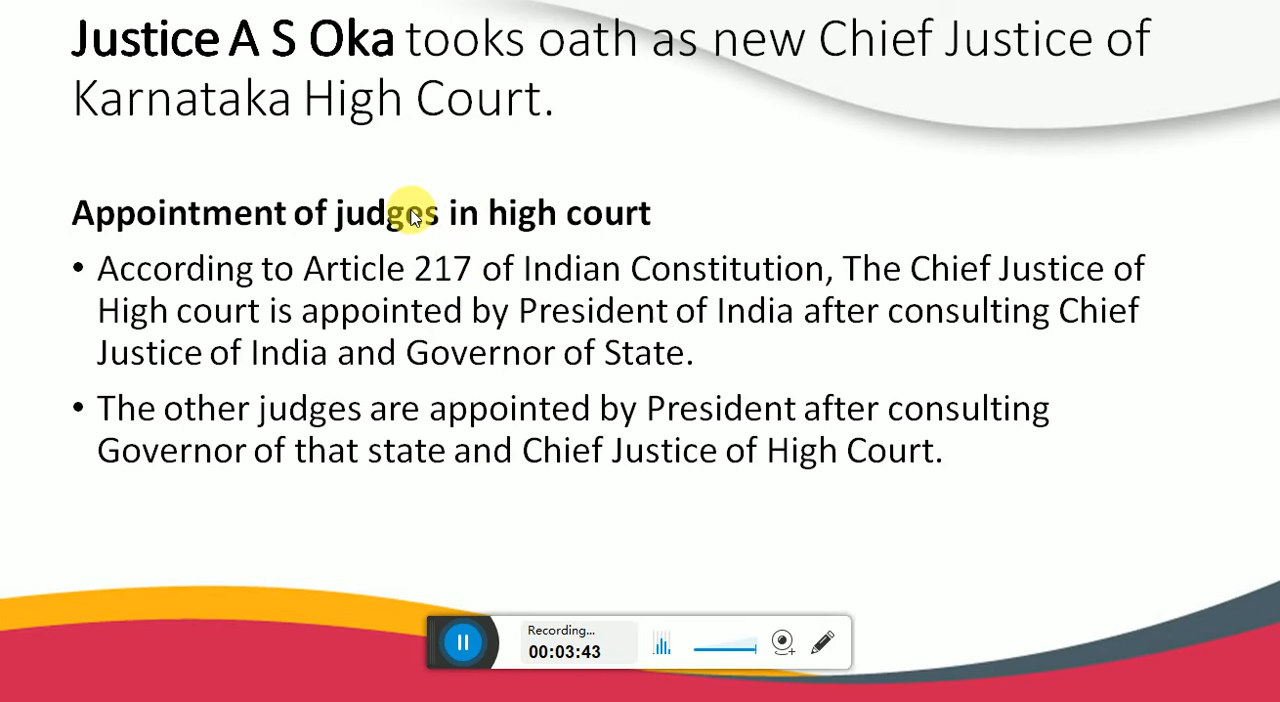 Justice A S Oka tooks oath as new Chief Justice of
Karnataka High Court.
Appointment of judges in high court
• According to Article 217 of Indian Constitution, The Chief Justice of
High court is appointed by President of India after consulting Chief
Justice of India and Governor of State.
• The other judges are appointed by President after consulting
Governor of that state and Chief Justice of High Court.
Recording...
00:03:43